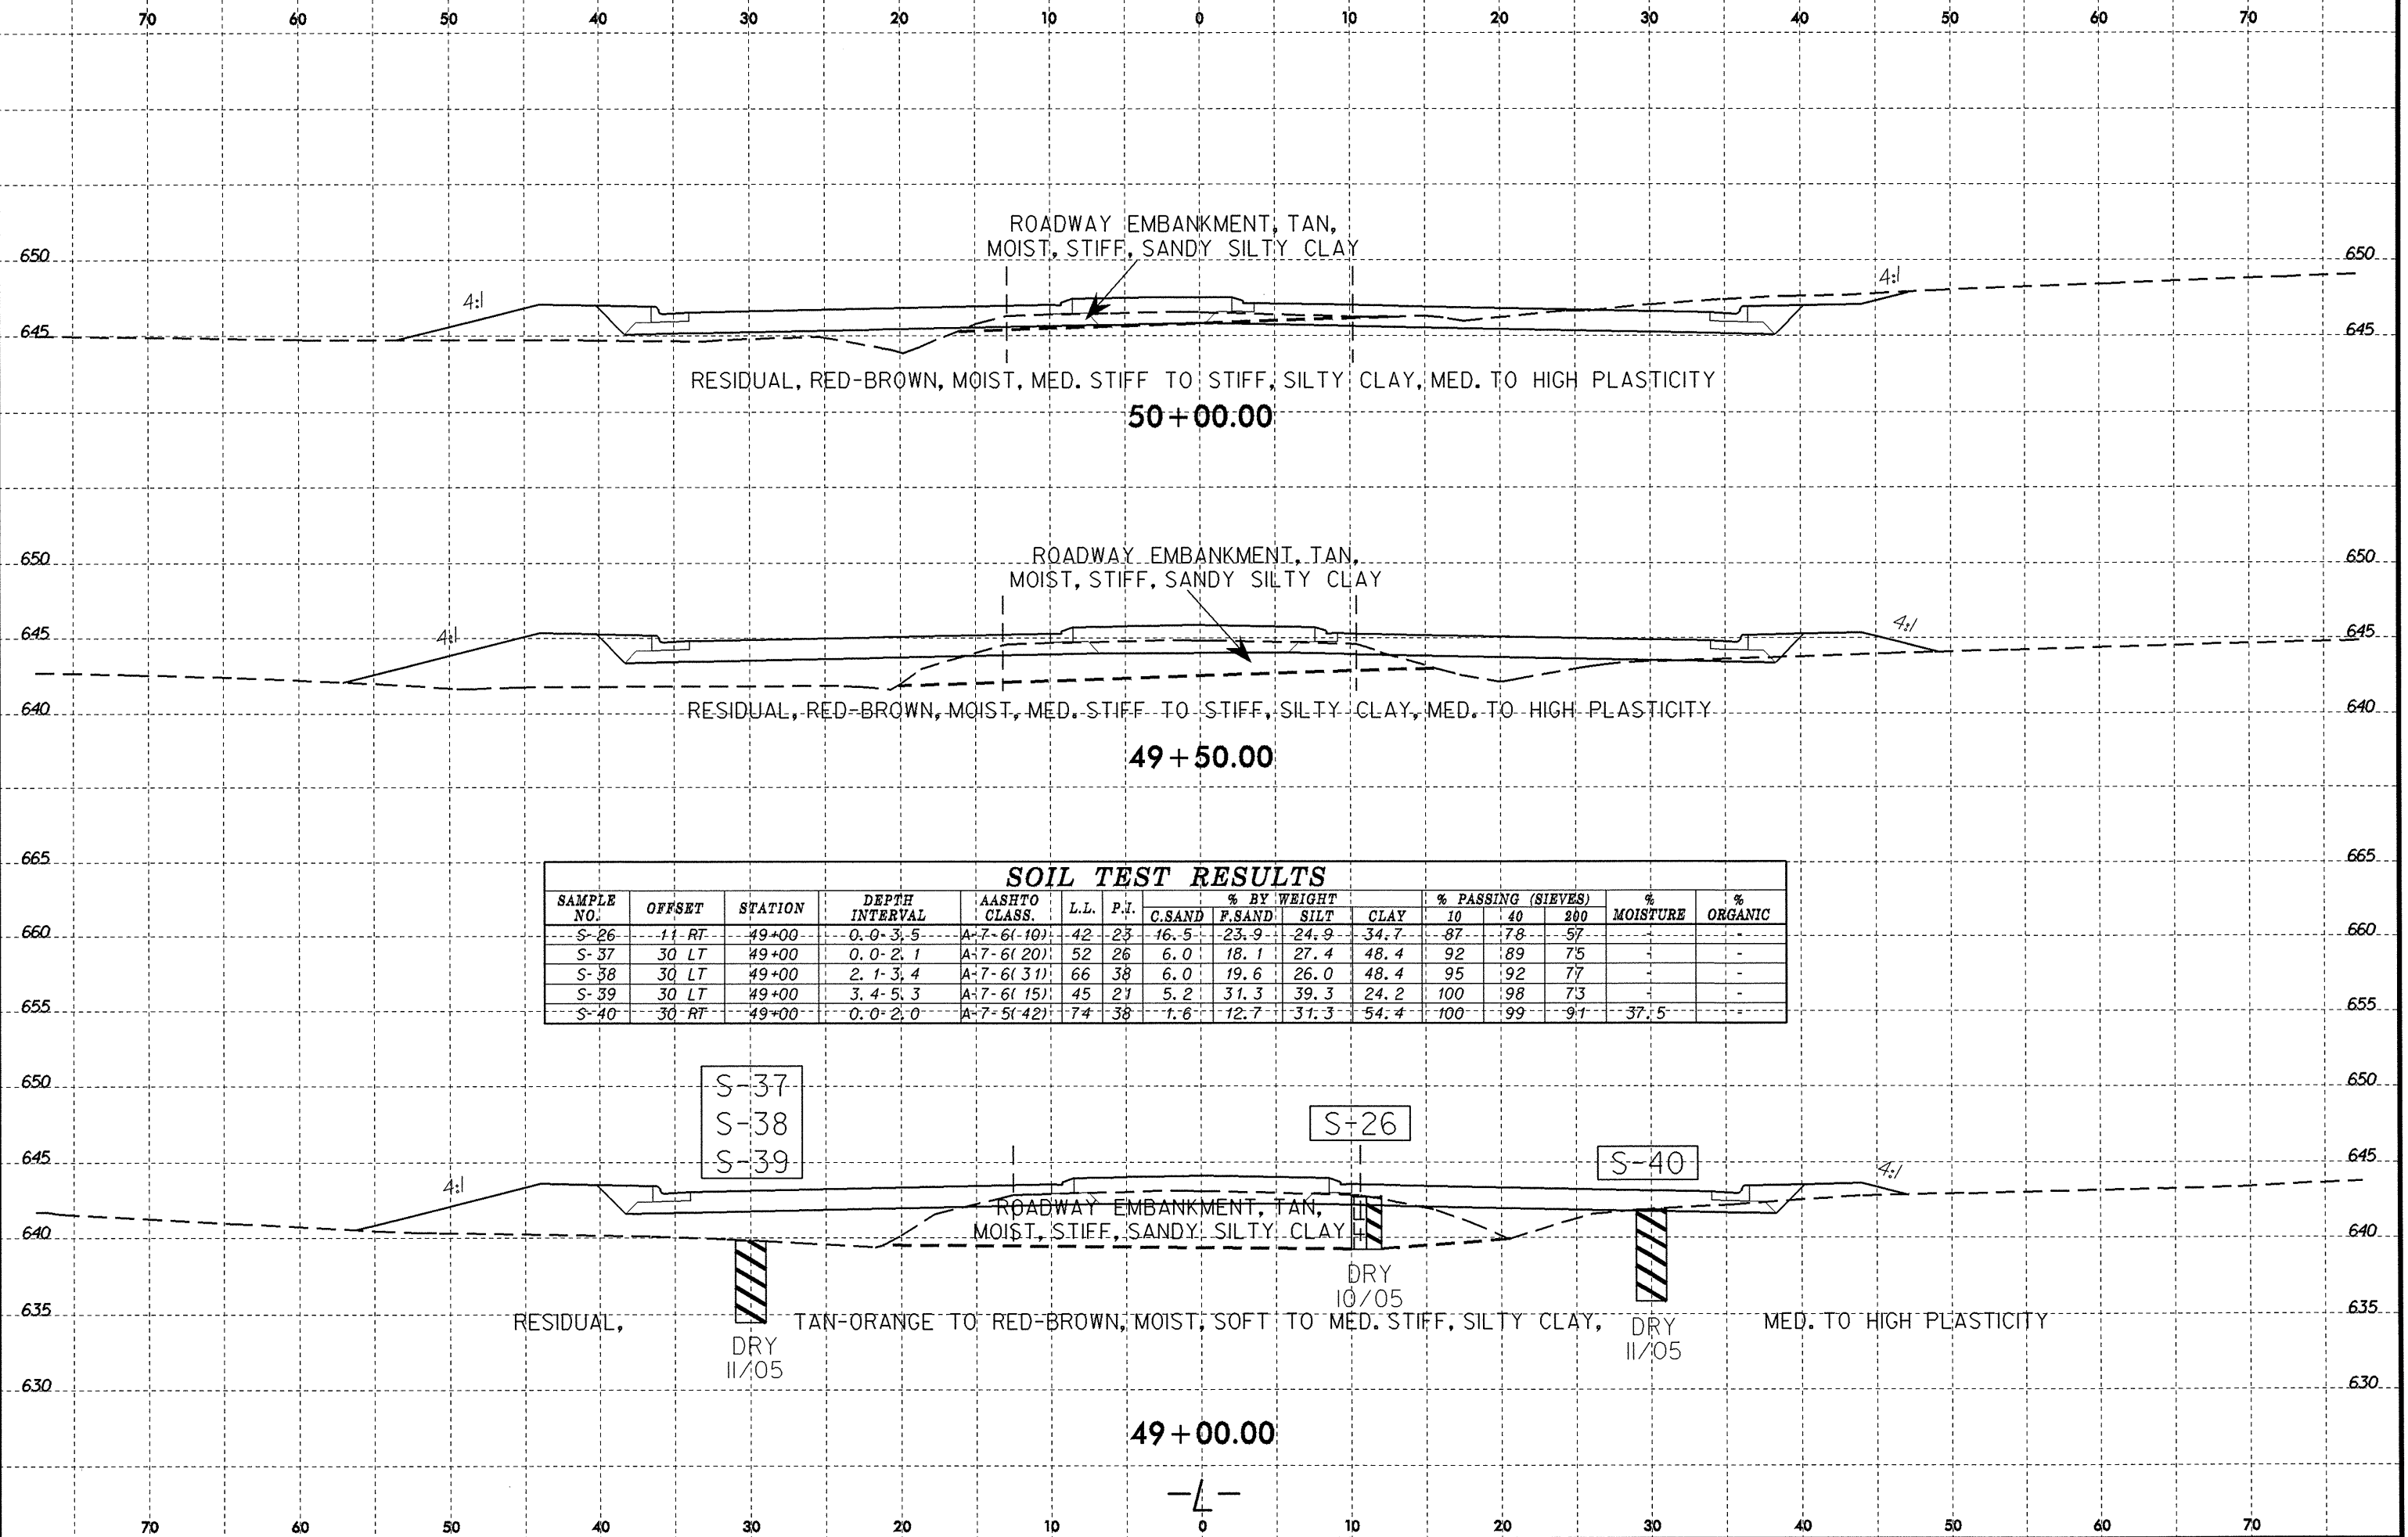 70 60 50 40 30 20 10 0 10 20 30 40 50 60 70
ROADWAY EMBANKMENT, TAN,
MOIST, STIFF, SANDY SILTY CLAY
650 650
4:1 4:1
645 645
RESIDUAL, RED-BROWN, MOIST, MED. STIFF TO STIFF, SILTY CLAY, MED. TO HIGH PLASTICITY
50+00.00
ROADWAY EMBANKMENT, TAN,
MOIST, STIFF, SANDY SILTY CLAY
650 650
4:1 4:1
645 645
640 640
RESIDUAL, RED-BROWN, MOIST, MED. STIFF TO STIFF, SILTY CLAY, MED. TO HIGH PLASTICITY
49+50.00
665 665
SOIL TEST RESULTS
SAMPLE NO. OFFSET STATION DEPTH INTERVAL AASHTO CLASS. L.L. P.I. % BY WEIGHT % PASSING (SIEVES) % MOISTURE % ORGANIC
C.SAND F.SAND SILT CLAY 10 40 200
660 660
S-26 11 RT 49+00 0.0-3.5 A-7-6(10) 42 23 16.5 23.9 24.9 34.7 87 78 57 - -
S-37 30 LT 49+00 0.0-2.1 A-7-6(20) 52 26 6.0 18.1 27.4 48.4 92 89 75 - -
S-38 30 LT 49+00 2.1-3.4 A-7-6(31) 66 38 6.0 19.6 26.0 48.4 95 92 77 - -
S-39 30 LT 49+00 3.4-5.3 A-7-6(15) 45 21 5.2 31.3 39.3 24.2 100 98 73 - -
S-40 30 RT 49+00 0.0-2.0 A-7-5(42) 74 38 1.6 12.7 31.3 54.4 100 99 91 37.5 -
655 655
650 650
S-37
S-38
S-39
S-26
S-40
645 645
4:1 4:1
ROADWAY EMBANKMENT, TAN,
MOIST, STIFF, SANDY SILTY CLAY
640 640
DRY
10/05
635 635
RESIDUAL, TAN-ORANGE TO RED-BROWN, MOIST, SOFT TO MED. STIFF, SILTY CLAY, MED. TO HIGH PLASTICITY
DRY
11/05
DRY
11/05
630 630
49+00.00
-L-
70 60 50 40 30 20 10 0 10 20 30 40 50 60 70